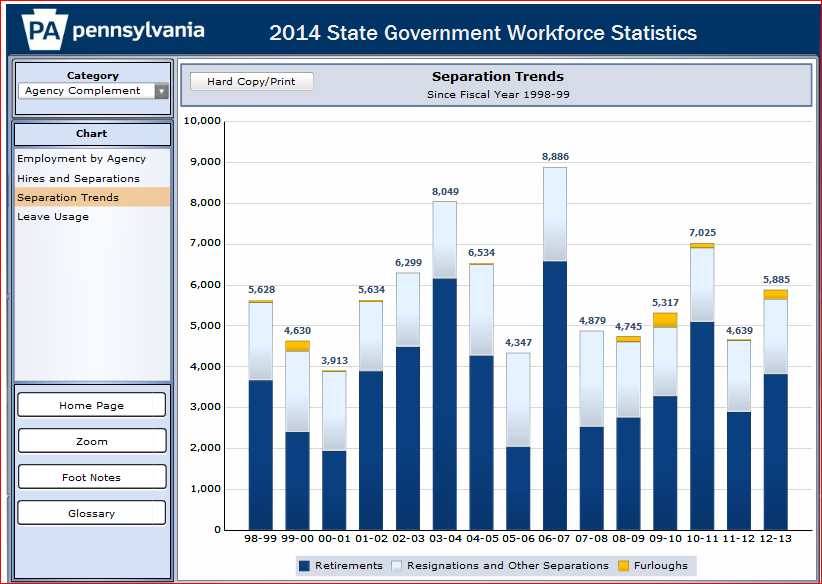 PA pennsylvania
2014 State Government Workforce Statistics
Category
Agency Complement
Chart
Employment by Agency
Hires and Separations
Separation Trends
Leave Usage
Home Page
Zoom
Foot Notes
Glossary
Hard Copy/Print
Separation Trends
Since Fiscal Year 1998-99
10,000
9,000
8,000
7,000
6,000
5,000
4,000
3,000
2,000
1,000
0
5,628
4,630
3,913
5,634
6,299
8,049
6,534
4,347
8,886
4,879
4,745
5,317
7,025
4,639
5,885
98-99 99-00 00-01 01-02 02-03 03-04 04-05 05-06 06-07 07-08 08-09 09-10 10-11 11-12 12-13
Retirements Resignations and Other Separations Furloughs